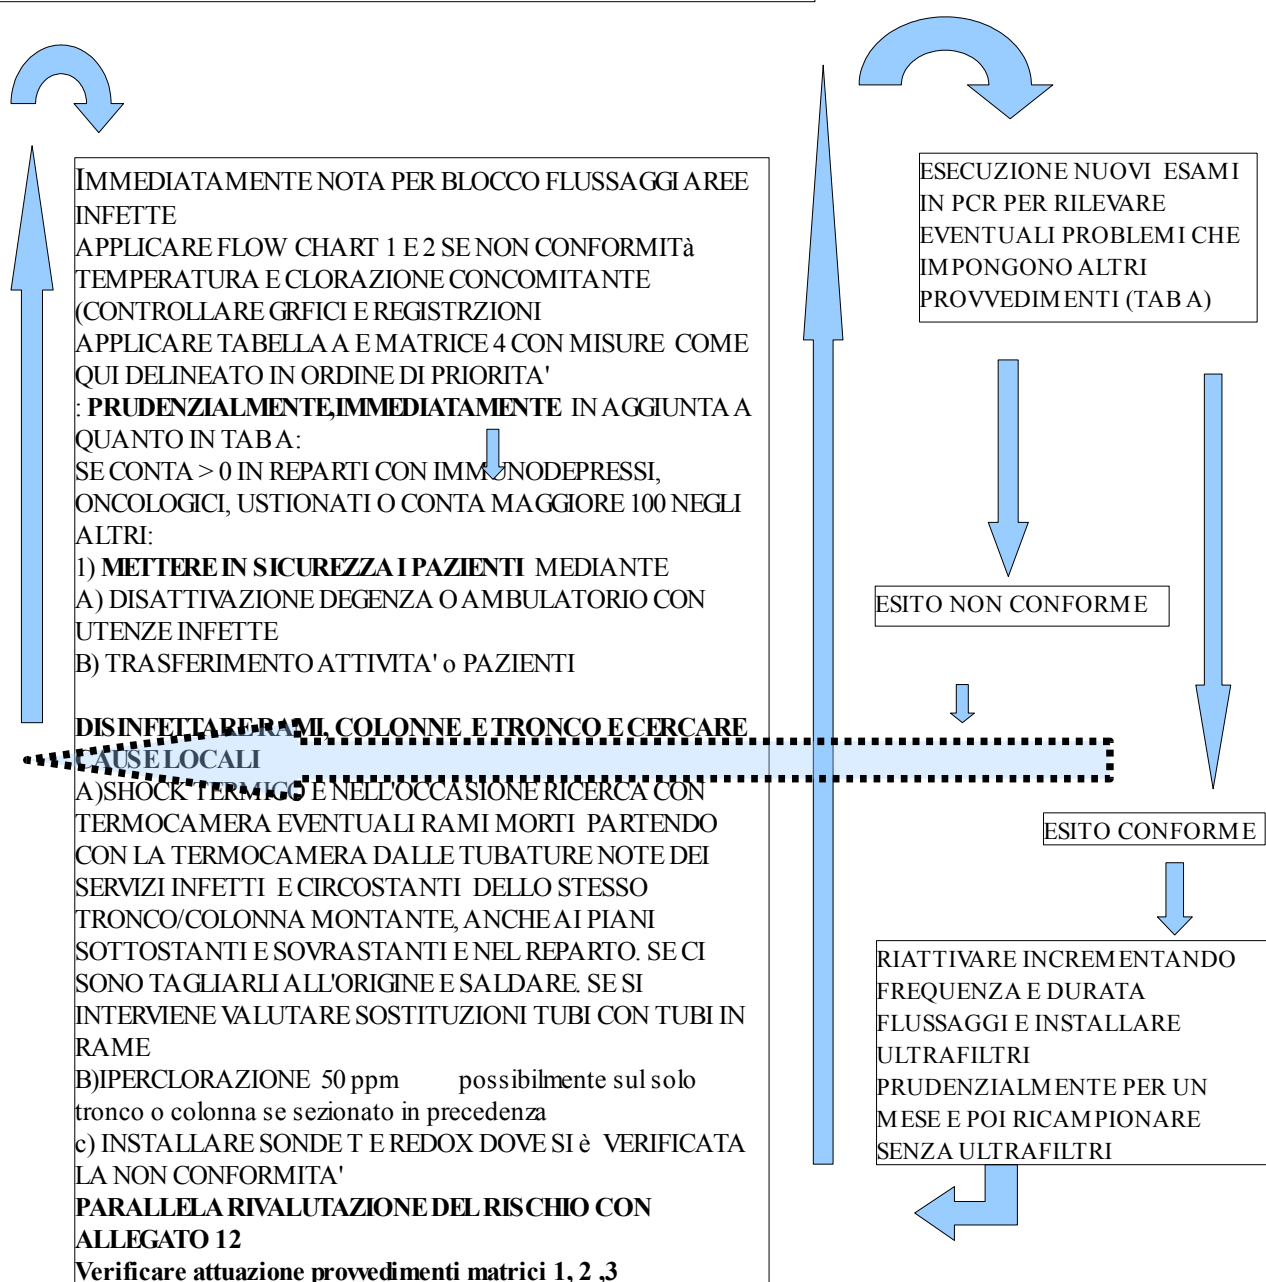 IMMEDIATAMENTE NOTA PER BLOCCO FLUSSAGGI AREE
INFETTE
APPLICARE FLOW CHART 1 E 2 SE NON CONFORMITà
TEMPERATURA E CLORAZIONE CONCOMITANTE
(CONTROLLARE GRFICI E REGISTRZIONI
APPLICARE TABELLA A E MATRICE 4 CON MISURE COME
QUI DELINEATO IN ORDINE DI PRIORITA'
: PRUDENZIALMENTE,IMMEDIATAMENTE IN AGGIUNTA A
QUANTO IN TAB A:
SE CONTA > 0 IN REPARTI CON IMMUNODEPRESSI,
ONCOLOGICI, USTIONATI O CONTA MAGGIORE 100 NEGLI
ALTRI:
1) METTERE IN SICUREZZA I PAZIENTI MEDIANTE
A) DISATTIVAZIONE DEGENZA O AMBULATORIO CON
UTENZE INFETTE
B) TRASFERIMENTO ATTIVITA' o PAZIENTI
DISINFETTARE RAMI, COLONNE E TRONCO E CERCARE
CAUSE LOCALI
A)SHOCK TERMICO E NELL'OCCASIONE RICERCA CON
TERMOCAMERA EVENTUALI RAMI MORTI PARTENDO
CON LA TERMOCAMERA DALLE TUBATURE NOTE DEI
SERVIZI INFETTI E CIRCOSTANTI DELLO STESSO
TRONCO/COLONNA MONTANTE, ANCHE AI PIANI
SOTTOSTANTI E SOVRASTANTI E NEL REPARTO. SE CI
SONO TAGLIARLI ALL'ORIGINE E SALDARE. SE SI
INTERVIENE VALUTARE SOSTITUZIONI TUBI CON TUBI IN
RAME
B)IPERCLORAZIONE 50 ppm possibilmente sul solo
tronco o colonna se sezionato in precedenza
c) INSTALLARE SONDE T E REDOX DOVE SI è VERIFICATA
LA NON CONFORMITA'
PARALLELA RIVALUTAZIONE DEL RISCHIO CON
ALLEGATO 12
Verificare attuazione provvedimenti matrici 1, 2 ,3
ESECUZIONE NUOVI ESAMI
IN PCR PER RILEVARE
EVENTUALI PROBLEMI CHE
IMPONGONO ALTRI
PROVVEDIMENTI (TAB A)
ESITO NON CONFORME
ESITO CONFORME
RIATTIVARE INCREMENTANDO
FREQUENZA E DURATA
FLUSSAGGI E INSTALLARE
ULTRAFILTRI
PRUDENZIALMENTE PER UN
MESE E POI RICAMPIONARE
SENZA ULTRAFILTRI